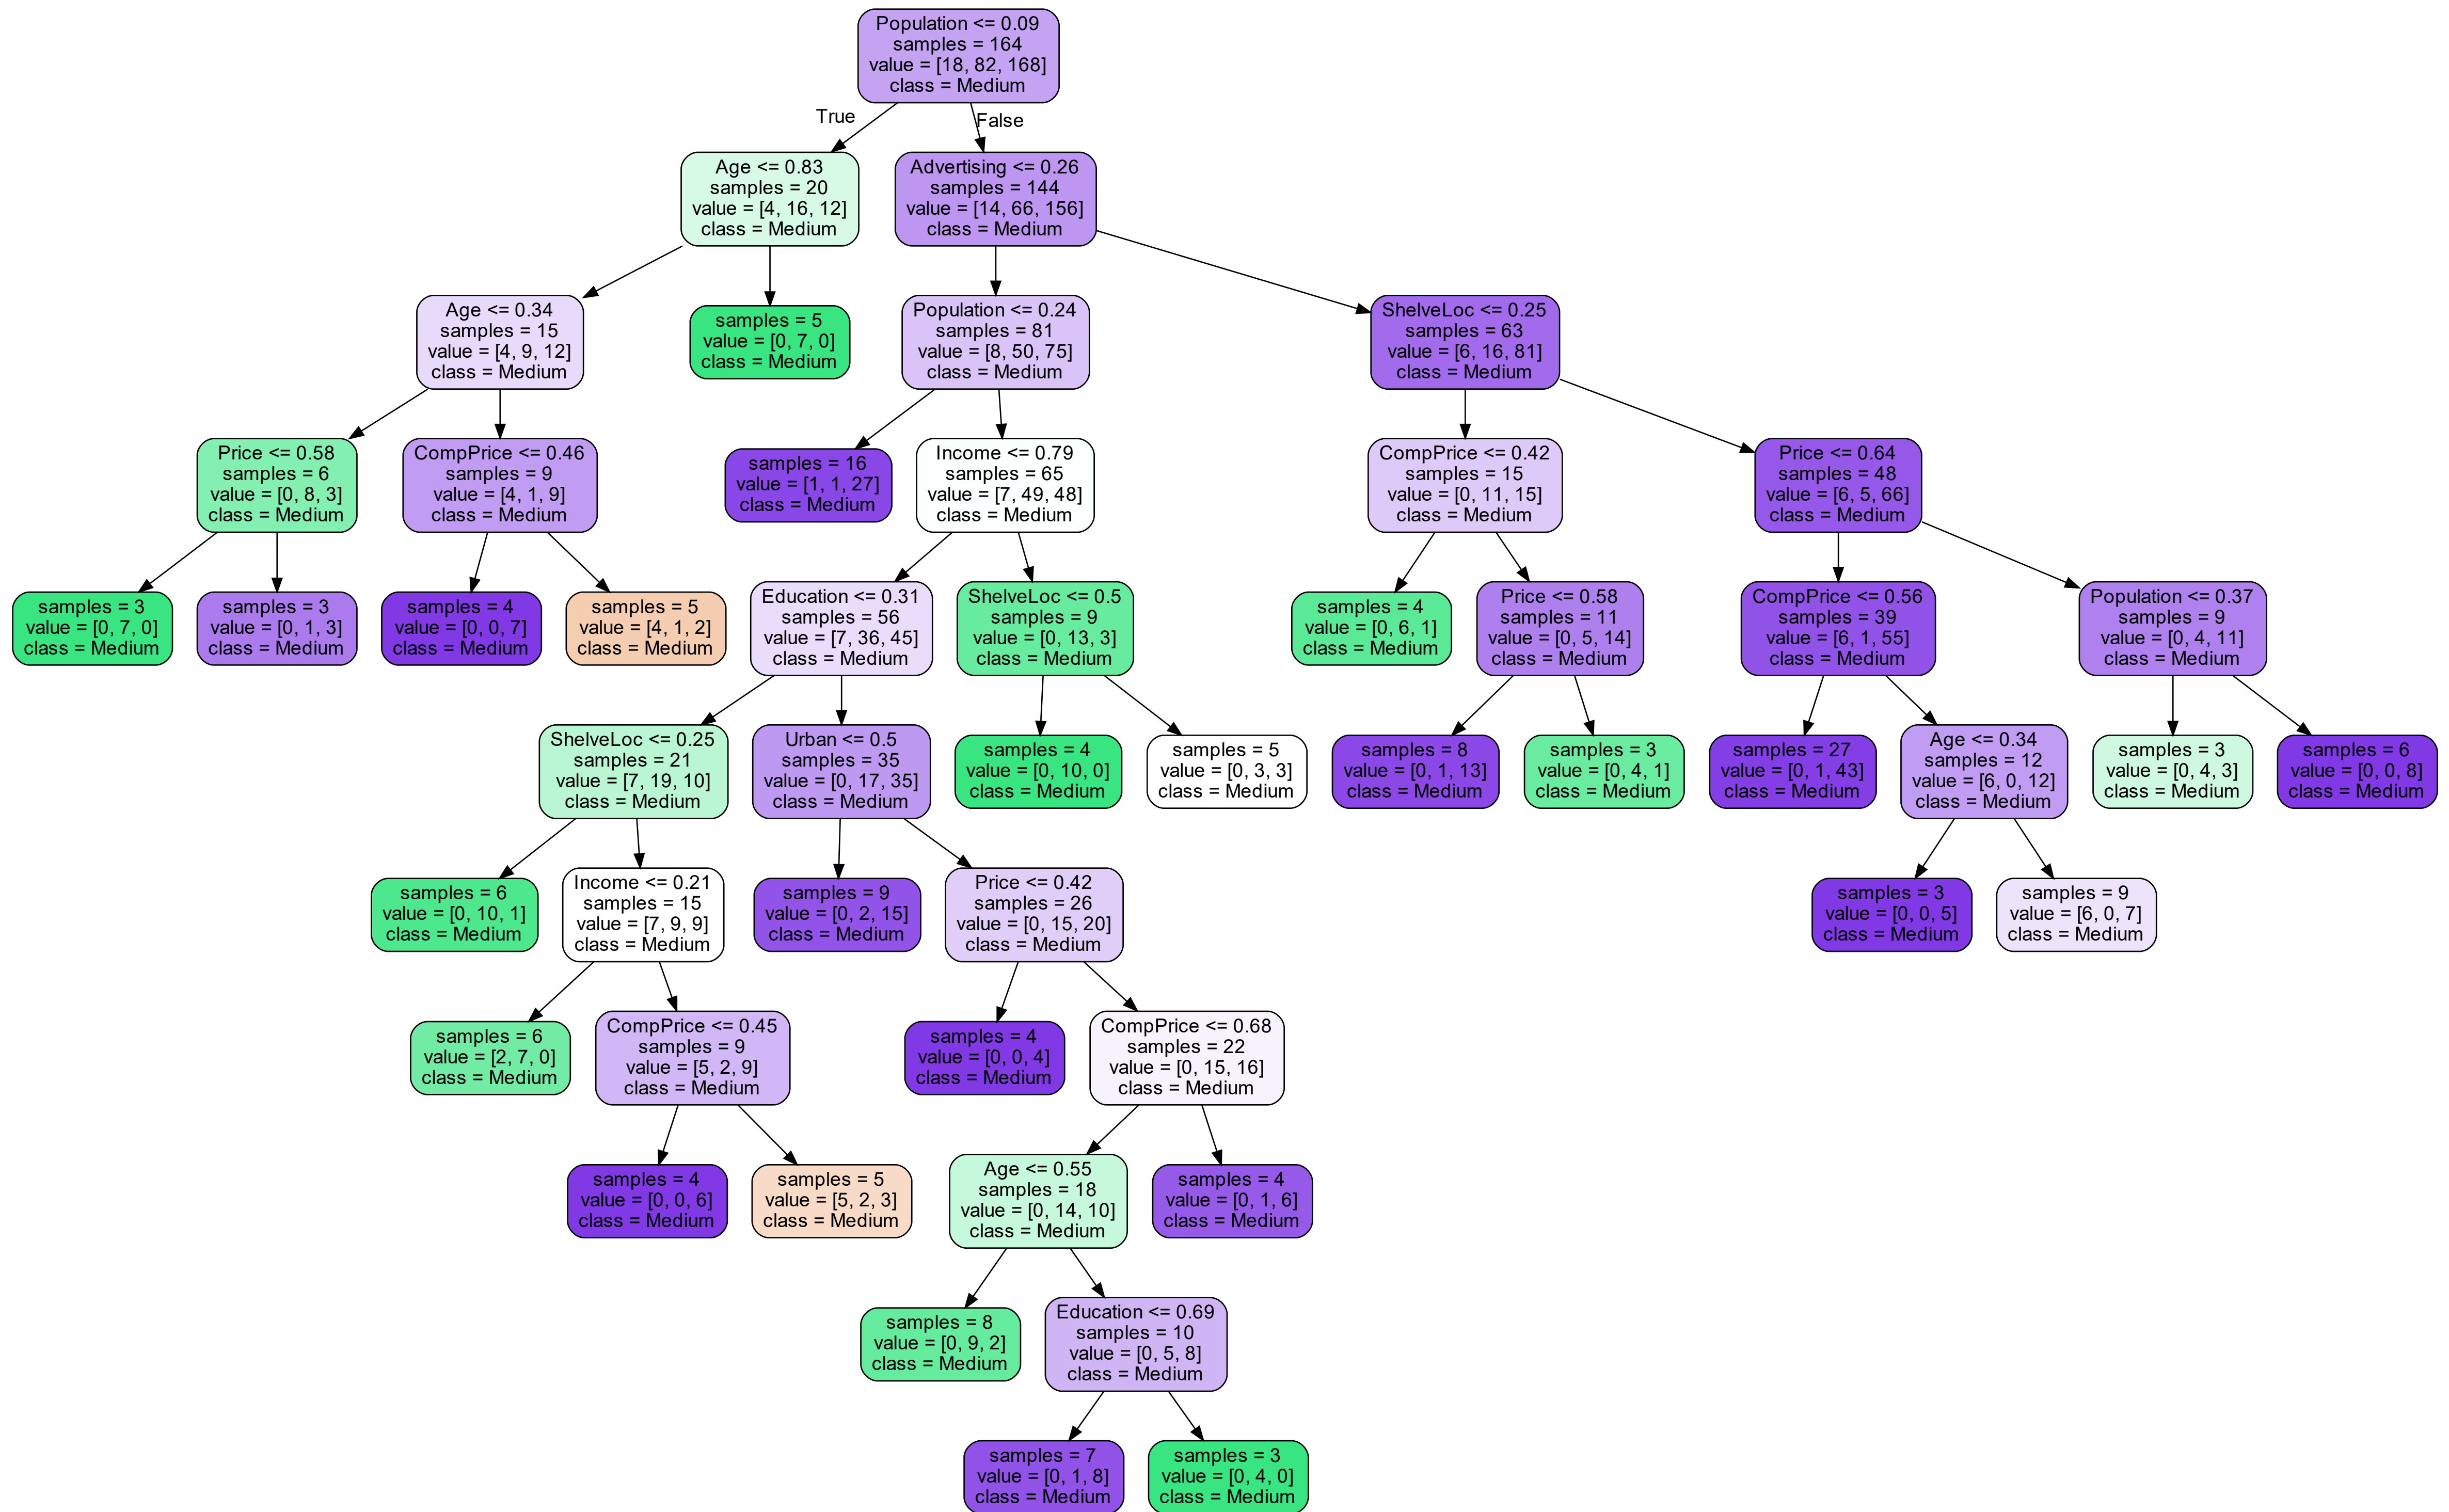 Population <= 0.09
samples = 164
value = [18, 82, 168]
class = Medium
True
False
Age <= 0.83
samples = 20
value = [4, 16, 12]
class = Medium
Advertising <= 0.26
samples = 144
value = [14, 66, 156]
class = Medium
Age <= 0.34
samples = 15
value = [4, 9, 12]
class = Medium
samples = 5
value = [0, 7, 0]
class = Medium
Population <= 0.24
samples = 81
value = [8, 50, 75]
class = Medium
ShelveLoc <= 0.25
samples = 63
value = [6, 16, 81]
class = Medium
Price <= 0.58
samples = 6
value = [0, 8, 3]
class = Medium
CompPrice <= 0.46
samples = 9
value = [4, 1, 9]
class = Medium
samples = 16
value = [1, 1, 27]
class = Medium
Income <= 0.79
samples = 65
value = [7, 49, 48]
class = Medium
CompPrice <= 0.42
samples = 15
value = [0, 11, 15]
class = Medium
Price <= 0.64
samples = 48
value = [6, 5, 66]
class = Medium
samples = 3
value = [0, 7, 0]
class = Medium
samples = 3
value = [0, 1, 3]
class = Medium
samples = 4
value = [0, 0, 7]
class = Medium
samples = 5
value = [4, 1, 2]
class = Medium
Education <= 0.31
samples = 56
value = [7, 36, 45]
class = Medium
ShelveLoc <= 0.5
samples = 9
value = [0, 13, 3]
class = Medium
samples = 4
value = [0, 6, 1]
class = Medium
Price <= 0.58
samples = 11
value = [0, 5, 14]
class = Medium
CompPrice <= 0.56
samples = 39
value = [6, 1, 55]
class = Medium
Population <= 0.37
samples = 9
value = [0, 4, 11]
class = Medium
ShelveLoc <= 0.25
samples = 21
value = [7, 19, 10]
class = Medium
Urban <= 0.5
samples = 35
value = [0, 17, 35]
class = Medium
samples = 4
value = [0, 10, 0]
class = Medium
samples = 5
value = [0, 3, 3]
class = Medium
samples = 8
value = [0, 1, 13]
class = Medium
samples = 3
value = [0, 4, 1]
class = Medium
samples = 27
value = [0, 1, 43]
class = Medium
Age <= 0.34
samples = 12
value = [6, 0, 12]
class = Medium
samples = 3
value = [0, 4, 3]
class = Medium
samples = 6
value = [0, 0, 8]
class = Medium
samples = 6
value = [0, 10, 1]
class = Medium
Income <= 0.21
samples = 15
value = [7, 9, 9]
class = Medium
samples = 9
value = [0, 2, 15]
class = Medium
Price <= 0.42
samples = 26
value = [0, 15, 20]
class = Medium
samples = 3
value = [0, 0, 5]
class = Medium
samples = 9
value = [6, 0, 7]
class = Medium
samples = 6
value = [2, 7, 0]
class = Medium
CompPrice <= 0.45
samples = 9
value = [5, 2, 9]
class = Medium
samples = 4
value = [0, 0, 4]
class = Medium
CompPrice <= 0.68
samples = 22
value = [0, 15, 16]
class = Medium
samples = 4
value = [0, 0, 6]
class = Medium
samples = 5
value = [5, 2, 3]
class = Medium
Age <= 0.55
samples = 18
value = [0, 14, 10]
class = Medium
samples = 4
value = [0, 1, 6]
class = Medium
samples = 8
value = [0, 9, 2]
class = Medium
Education <= 0.69
samples = 10
value = [0, 5, 8]
class = Medium
samples = 7
value = [0, 1, 8]
class = Medium
samples = 3
value = [0, 4, 0]
class = Medium